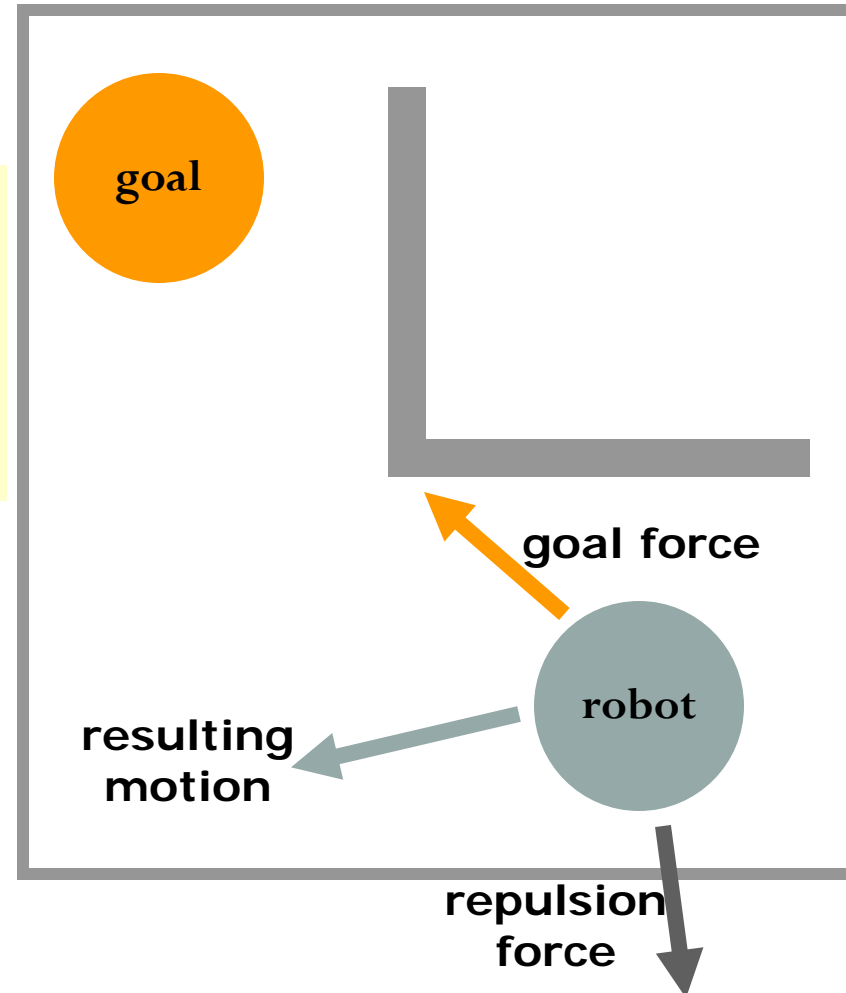 goal
goal force
robot
resulting
motion
repulsion
force